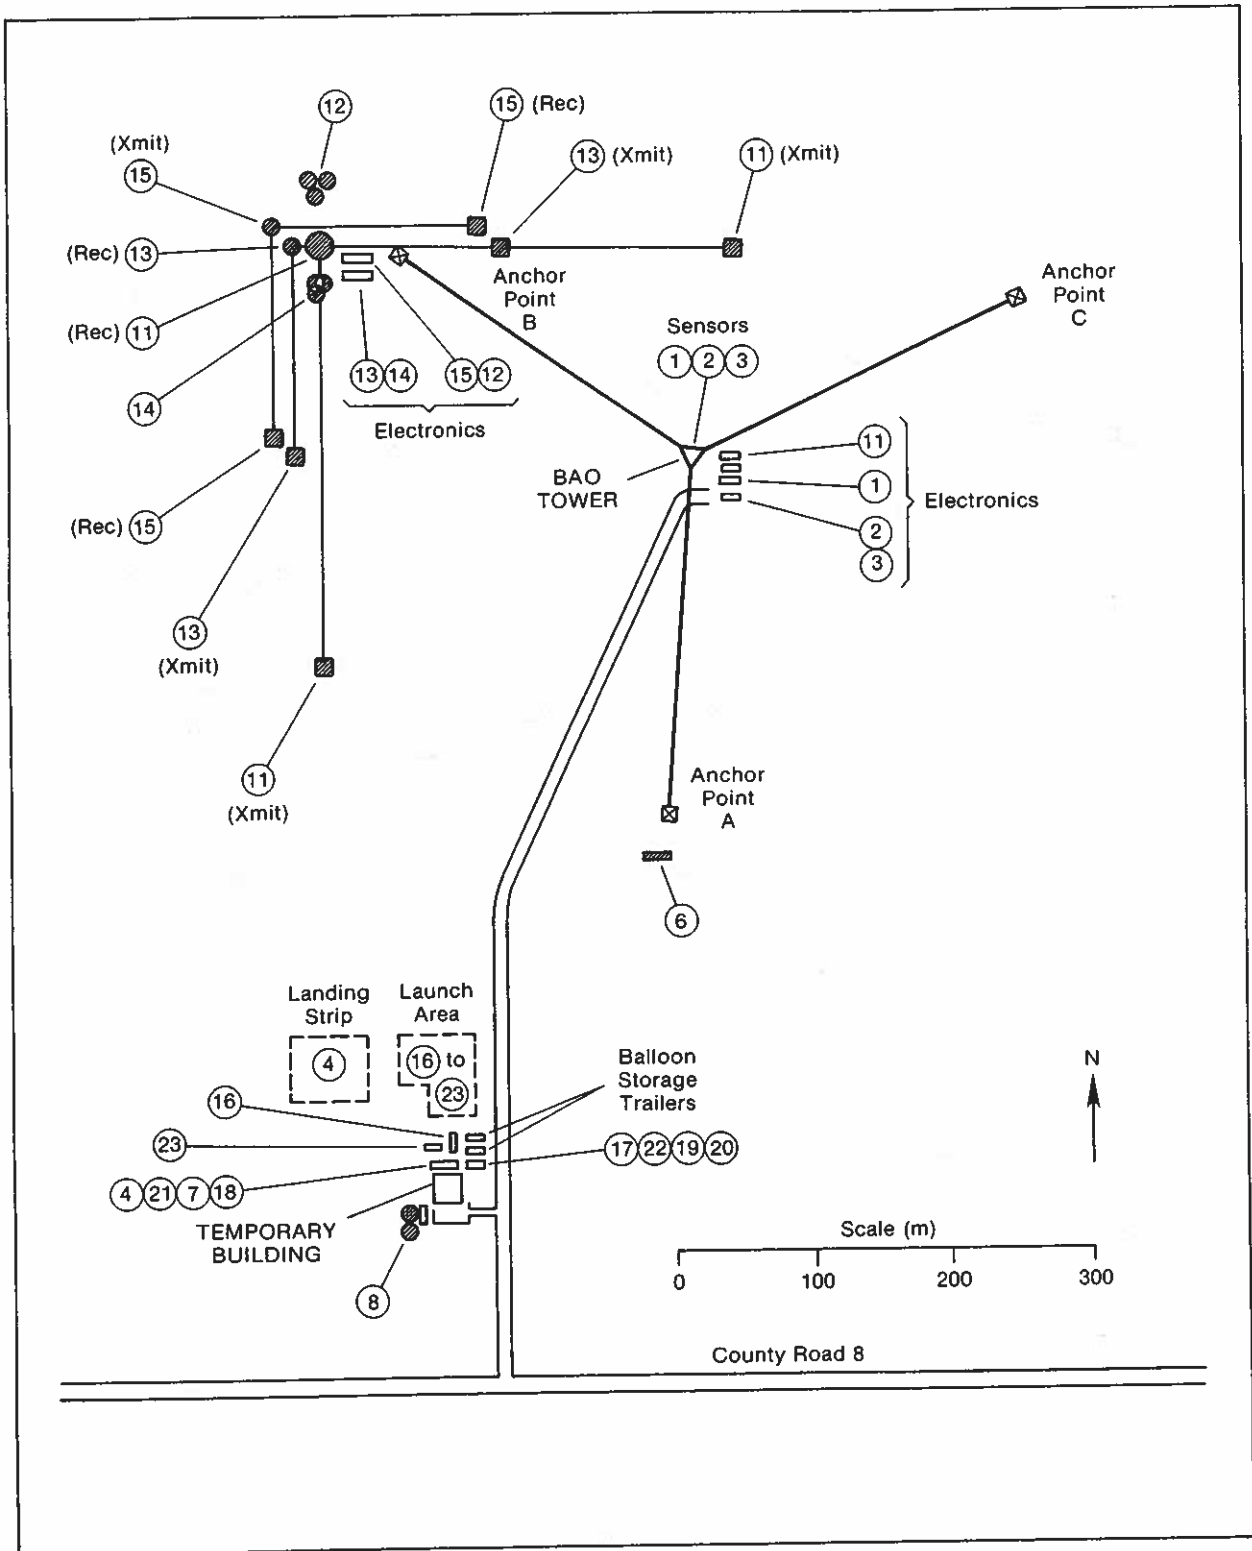 12
15 (Rec)
(Xmit)
15
13 (Xmit)
11 (Xmit)
(Rec) 13
Anchor
Point
B
Anchor
Point
C
(Rec) 11
Sensors
1 2 3
13 14
15 12
14
Electronics
BAO
TOWER
11
1
2
3
Electronics
(Rec) 15
13
(Xmit)
11
(Xmit)
Anchor
Point
A
6
Landing
Strip
Launch
Area
4
16 to
23
Balloon
Storage
Trailers
N
16
23
17 22 19 20
4 21 7 18
TEMPORARY
BUILDING
8
Scale (m)
0 100 200 300
County Road 8